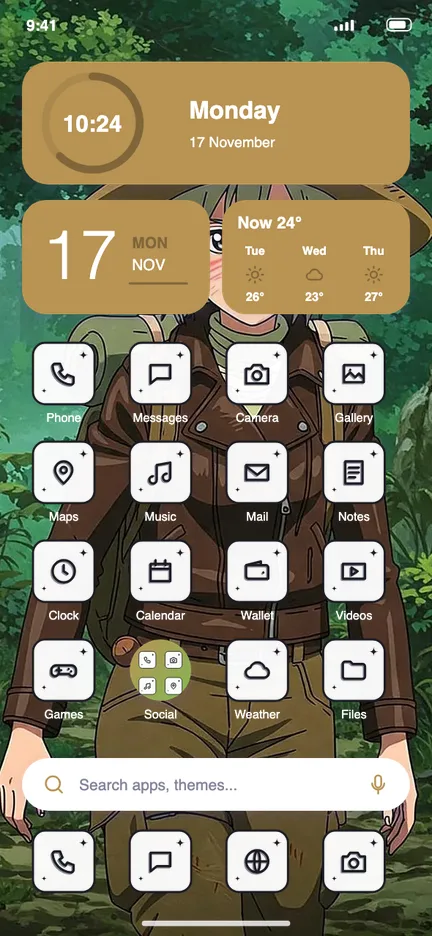 9:41
10:24
Monday
17 November
17
MON
NOV
Now 24°
Tue Wed Thu
26° 23° 27°
Phone Messages Camera Gallery
Maps Music Mail Notes
Clock Calendar Wallet Videos
Games Social Weather Files
Search apps, themes...